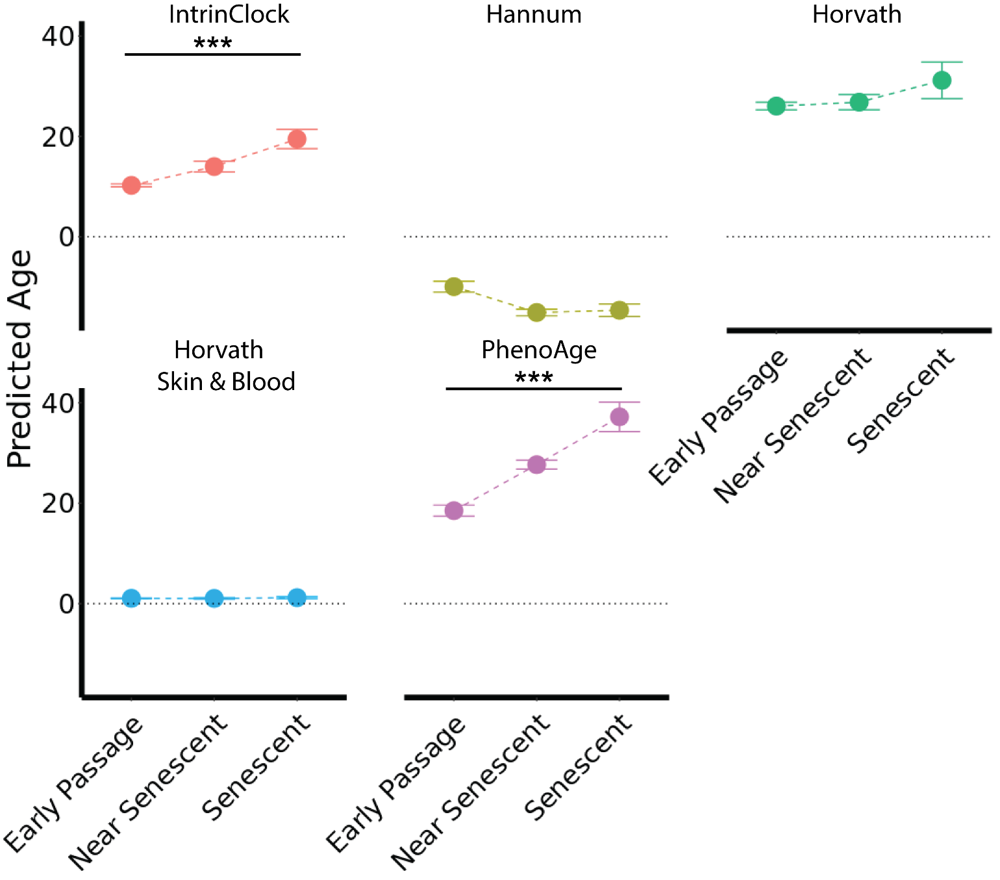 IntrinClock
Hannum
Horvath
***
40
20
0
Predicted Age
Early Passage
Near Senescent
Senescent
Horvath
Skin & Blood
PhenoAge
***
40
20
0
Early Passage
Near Senescent
Senescent
Early Passage
Near Senescent
Senescent